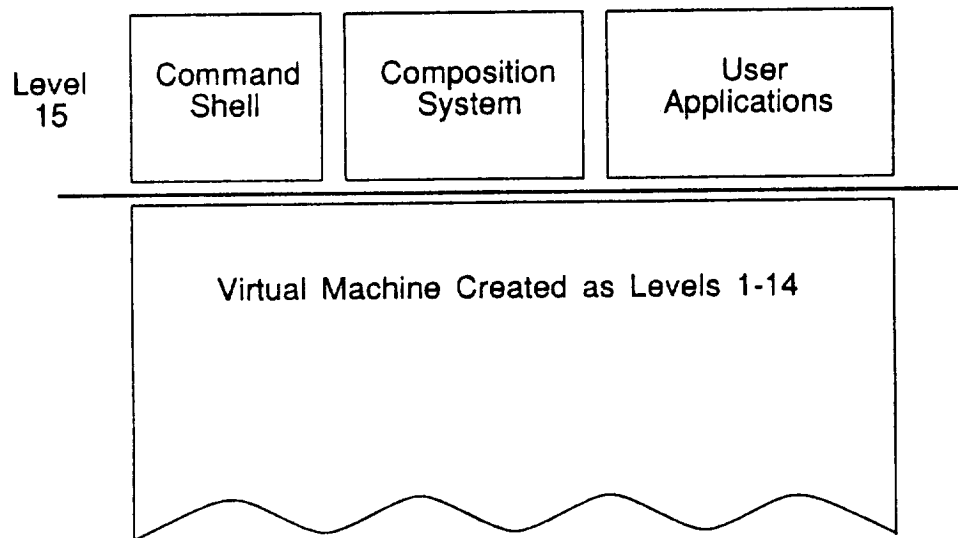 Level
15
Command
Shell
Composition
System
User
Applications
Virtual Machine Created as Levels 1-14